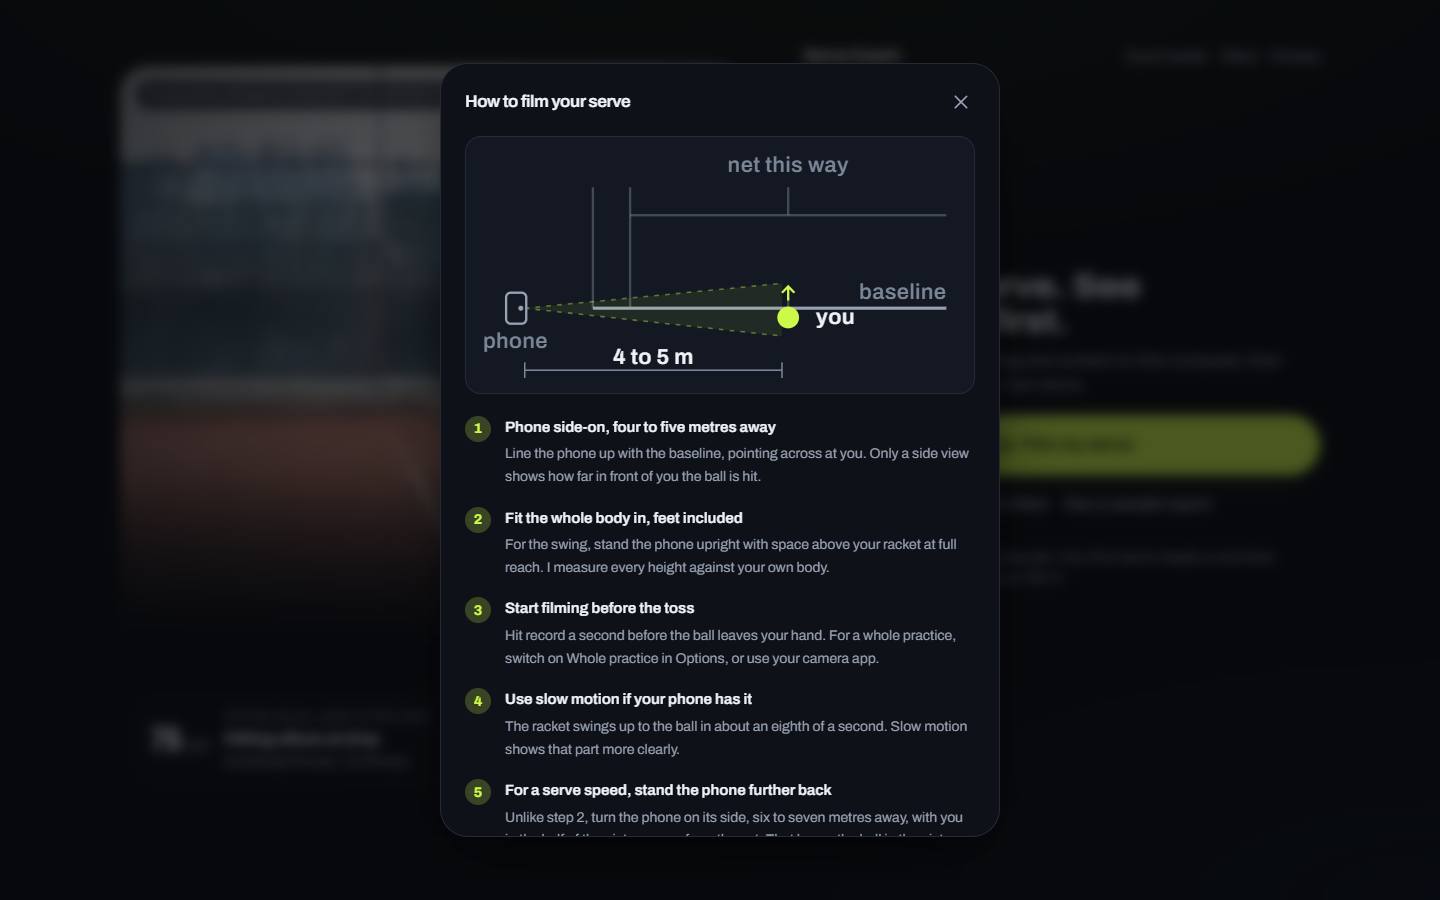 How to film your serve
net this way
baseline
you
phone
4 to 5 m
1
Phone side-on, four to five metres away
Line the phone up with the baseline, pointing across at you. Only a side view
shows how far in front of you the ball is hit.
2
Fit the whole body in, feet included
For the swing, stand the phone upright with space above your racket at full
reach. I measure every height against your own body.
3
Start filming before the toss
Hit record a second before the ball leaves your hand. For a whole practice,
switch on Whole practice in Options, or use your camera app.
4
Use slow motion if your phone has it
The racket swings up to the ball in about an eighth of a second. Slow motion
shows that part more clearly.
5
For a serve speed, stand the phone further back
Unlike step 2, turn the phone on its side, six to seven metres away, with you